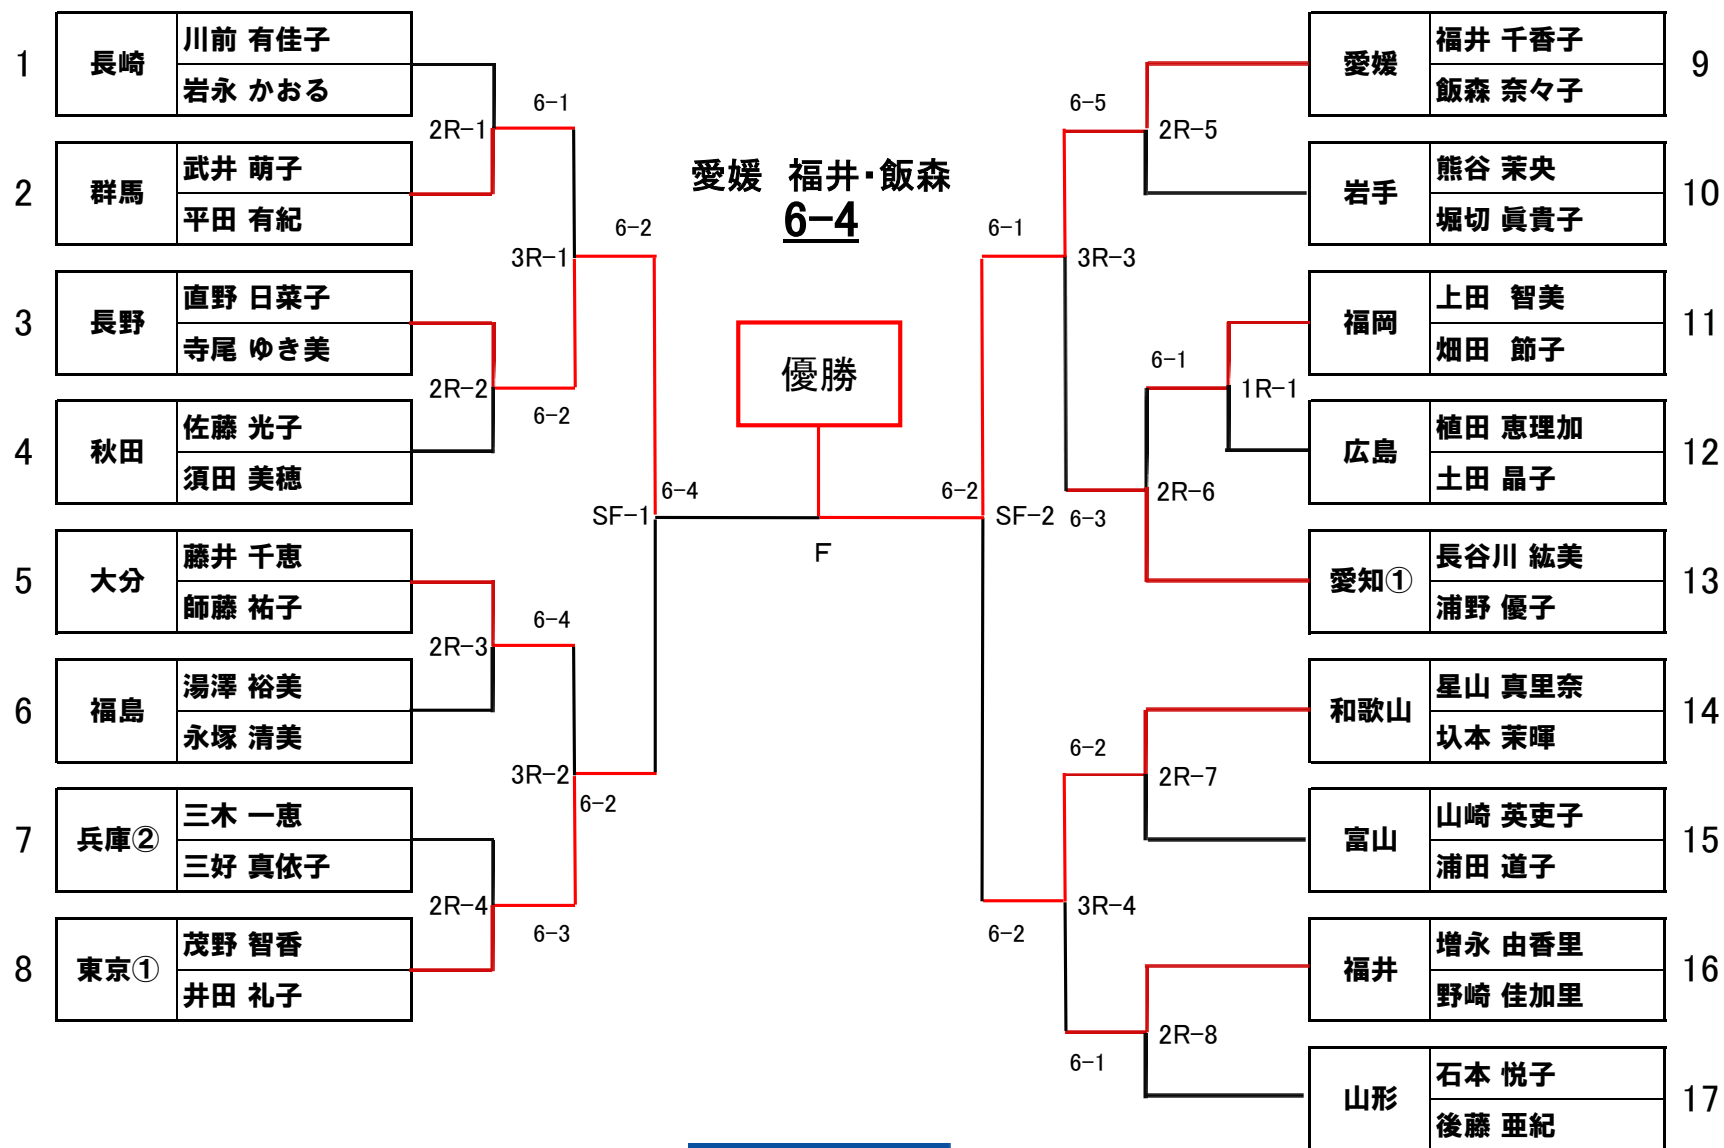 1 長崎 川前 有佳子
岩永 かおる
2 群馬 武井 萌子
平田 有紀
3 長野 直野 日菜子
寺尾 ゆき美
4 秋田 佐藤 光子
須田 美穂
5 大分 藤井 千恵
師藤 祐子
6 福島 湯澤 裕美
永塚 清美
7 兵庫② 三木 一恵
三好 真依子
8 東京① 茂野 智香
井田 礼子
2R-1
6-1
2R-2
6-2
2R-3
6-4
2R-4
6-3
3R-1
6-2
3R-2
6-2
SF-1
6-4
愛媛 福井・飯森
6-4
優勝
F
6-2
SF-2
6-1
3R-3
6-2
3R-4
6-5
2R-5
6-1
1R-1
2R-6
6-3
6-2
2R-7
2R-8
6-1
愛媛 福井 千香子 9
飯森 奈々子
岩手 熊谷 茉央 10
堀切 眞貴子
福岡 上田 智美 11
畑田 節子
広島 植田 恵理加 12
土田 晶子
愛知① 長谷川 紘美 13
浦野 優子
和歌山 星山 真里奈 14
圦本 茉暉
富山 山崎 英吏子 15
浦田 道子
福井 増永 由香里 16
野崎 佳加里
山形 石本 悦子 17
後藤 亜紀